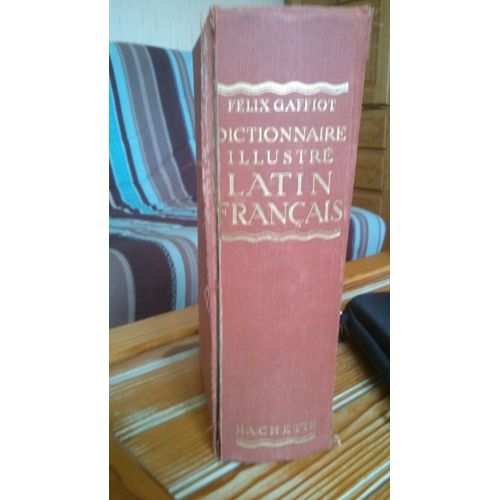 FÉLIX GAFFIOT
DICTIONNAIRE
ILLUSTRÉ
LATIN
FRANÇAIS
HACHETTE